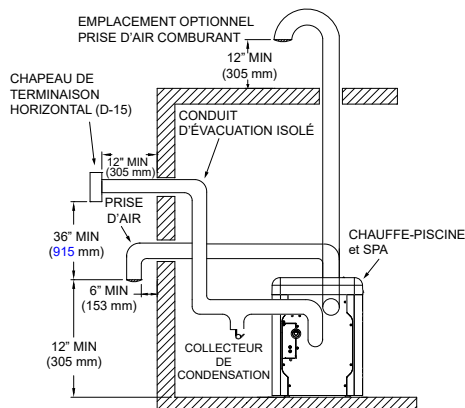 EMPLACEMENT OPTIONNEL
PRISE D'AIR COMBURANT
12" MIN
(305 mm)
CHAPEAU DE
TERMINAISON
HORIZONTAL (D-15)
CONDUIT
D'ÉVACUATION ISOLÉ
12" MIN
(305 mm)
PRISE
D'AIR
36" MIN
(915 mm)
CHAUFFE-PISCINE
et SPA
6" MIN
(153 mm)
12" MIN
(305 mm)
COLLECTEUR
DE
CONDENSATION